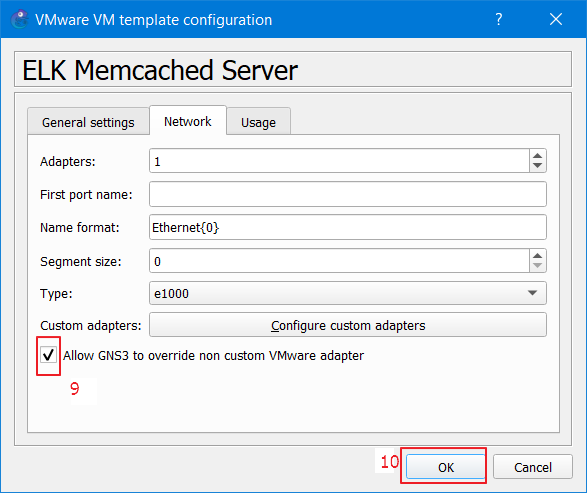 VMware VM template configuration
?
ELK Memcached Server
General settings
Network
Usage
Adapters:
1
First port name:
Name format:
Ethernet{0}
Segment size:
0
Type:
e1000
Custom adapters:
Configure custom adapters
Allow GNS3 to override non custom VMware adapter
9
10
OK
Cancel